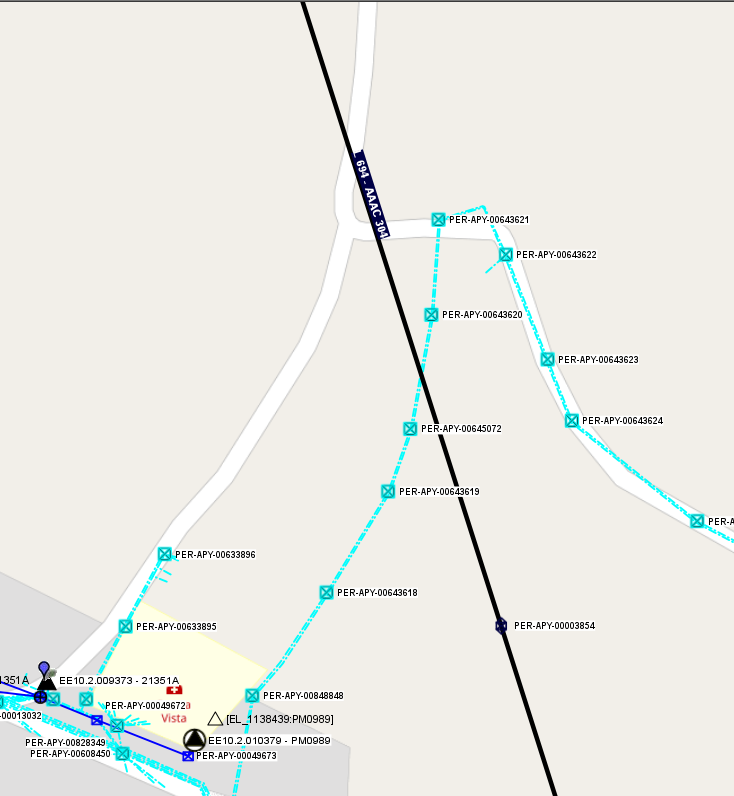 L 694 - AAAC 304
PER-APY-00643621
PER-APY-00643622
PER-APY-00643620
PER-APY-00643623
PER-APY-00643624
PER-APY-00645072
PER-APY-00643619
PER-A
PER-APY-00633896
PER-APY-00643618
PER-APY-00633895
PER-APY-00003854
1351A
EE10.2.009373 - 21351A
PER-APY-00848848
PER-APY-00049672
a
-00013032
Vista
[EL_1138439:PM0989]
PER-APY-00828349
EE10.2.010379 - PM0989
PER-APY-00608450
PER-APY-00049673